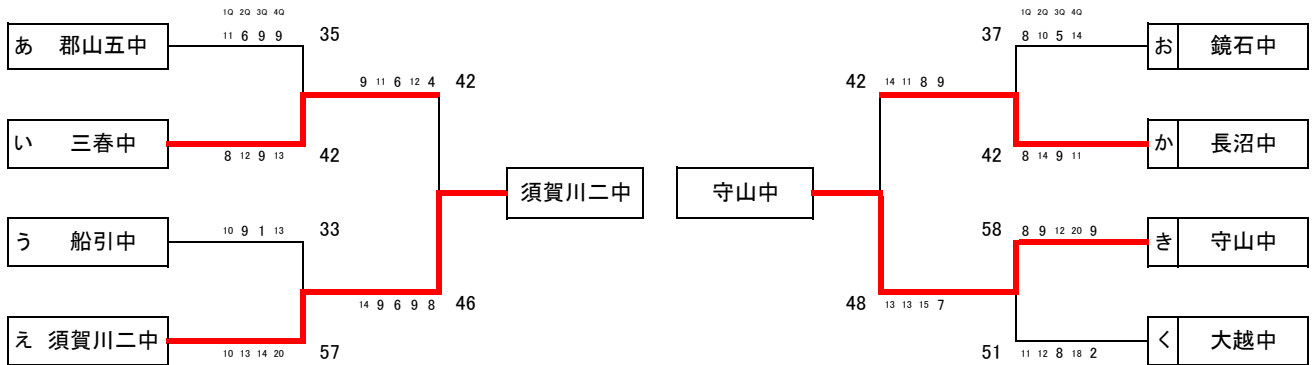 1Q 2Q 3Q 4Q
あ 郡山五中
11 6 9 9
35
9 11 6 12 4
42
い 三春中
8 12 9 13
42
須賀川二中
う 船引中
10 9 1 13
33
14 9 6 9 8
46
え 須賀川二中
10 13 14 20
57
1Q 2Q 3Q 4Q
37
8 10 5 14
お 鏡石中
42
14 11 8 9
42
8 14 9 11
か 長沼中
守山中
58
8 9 12 20 9
き 守山中
48
13 13 15 7
51
11 12 8 18 2
く 大越中